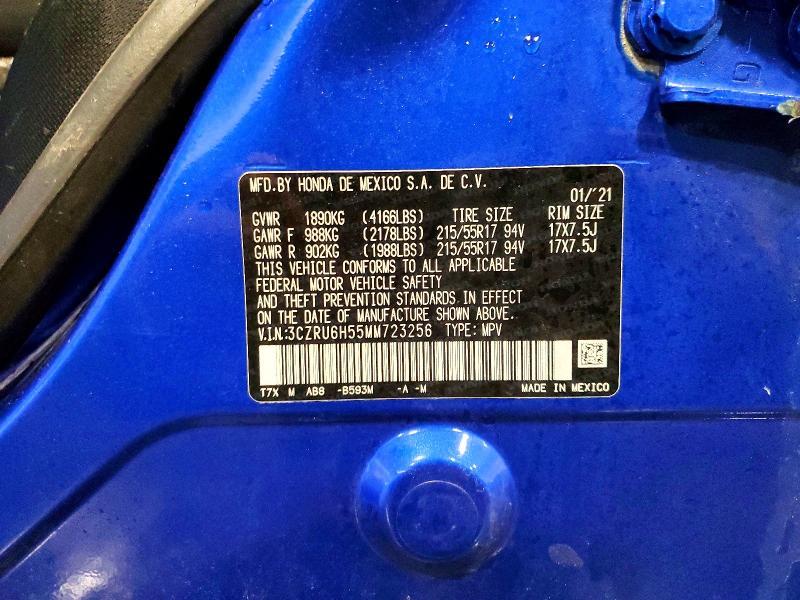 MFD.BY HONDA DE MEXICO S.A. DE C.V.
01/'21
GVWR 1890KG (4166LBS) TIRE SIZE RIM SIZE
GAWR F 988KG (2178LBS) 215/55R17 94V 17X7.5J
GAWR R 902KG (1988LBS) 215/55R17 94V 17X7.5J
THIS VEHICLE CONFORMS TO ALL APPLICABLE
FEDERAL MOTOR VEHICLE SAFETY
AND THEFT PREVENTION STANDARDS IN EFFECT
ON THE DATE OF MANUFACTURE SHOWN ABOVE.
V.I.N:3CZRU6H55MM723256 TYPE: MPV
T7X M AB8 -B593M -A -M MADE IN MEXICO